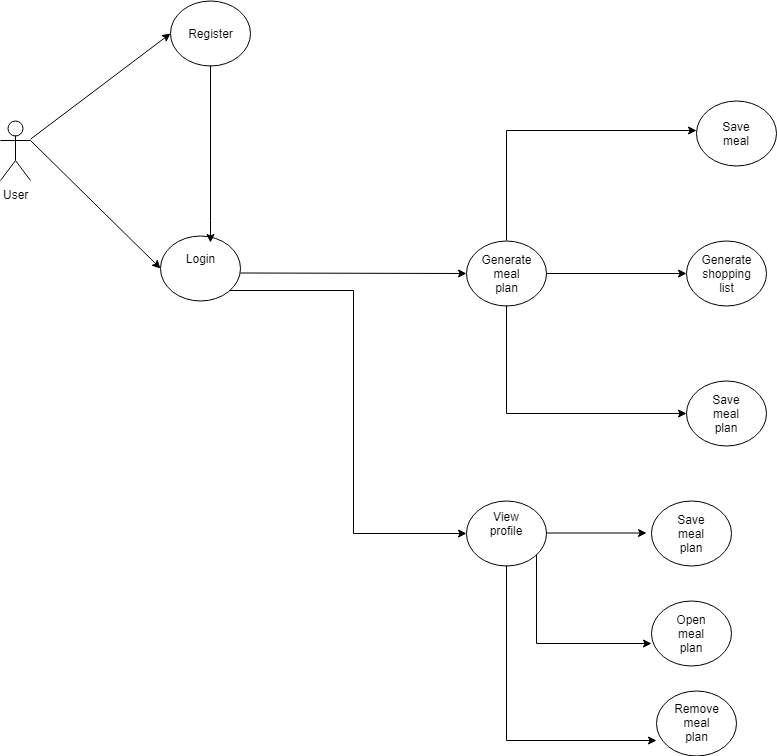 Register
User
Login
Generate
meal
plan
Save
meal
Generate
shopping
list
Save
meal
plan
View
profile
Save
meal
plan
Open
meal
plan
Remove
meal
plan